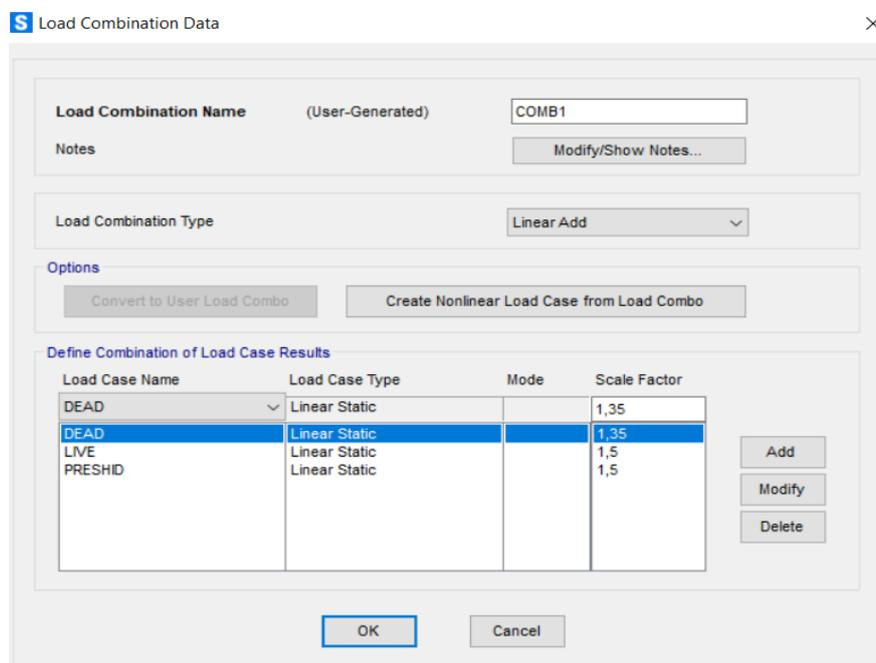 S Load Combination Data
Load Combination Name (User-Generated) COMB1
Notes Modify/Show Notes...
Load Combination Type Linear Add
Options
Convert to User Load Combo Create Nonlinear Load Case from Load Combo
Define Combination of Load Case Results
Load Case Name Load Case Type Mode Scale Factor
DEAD Linear Static 1,35
DEAD Linear Static 1,35
LIVE Linear Static 1,5
PRESHID Linear Static 1,5
Add
Modify
Delete
OK Cancel